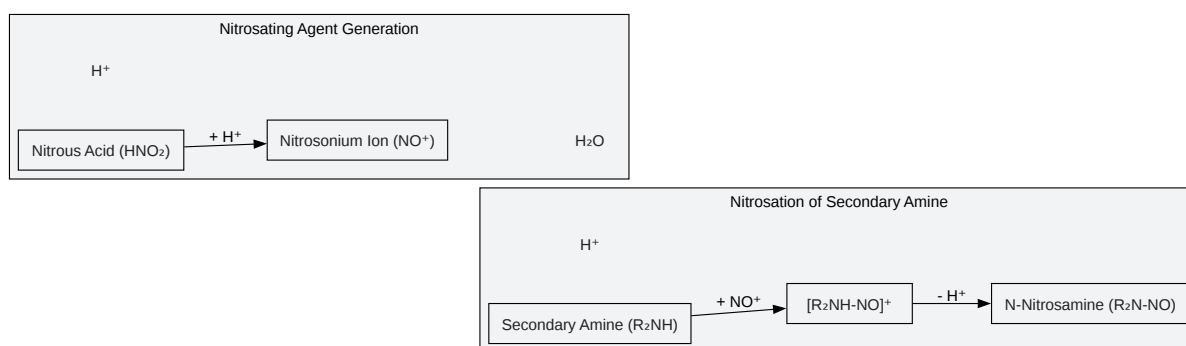 Nitrosating Agent Generation
H⁺
Nitrous Acid (HNO₂)
+ H⁺
Nitrosonium Ion (NO⁺)
H₂O
Nitrosation of Secondary Amine
H⁺
Secondary Amine (R₂NH)
+ NO⁺
[R₂NH-NO]⁺
- H⁺
N-Nitrosamine (R₂N-NO)